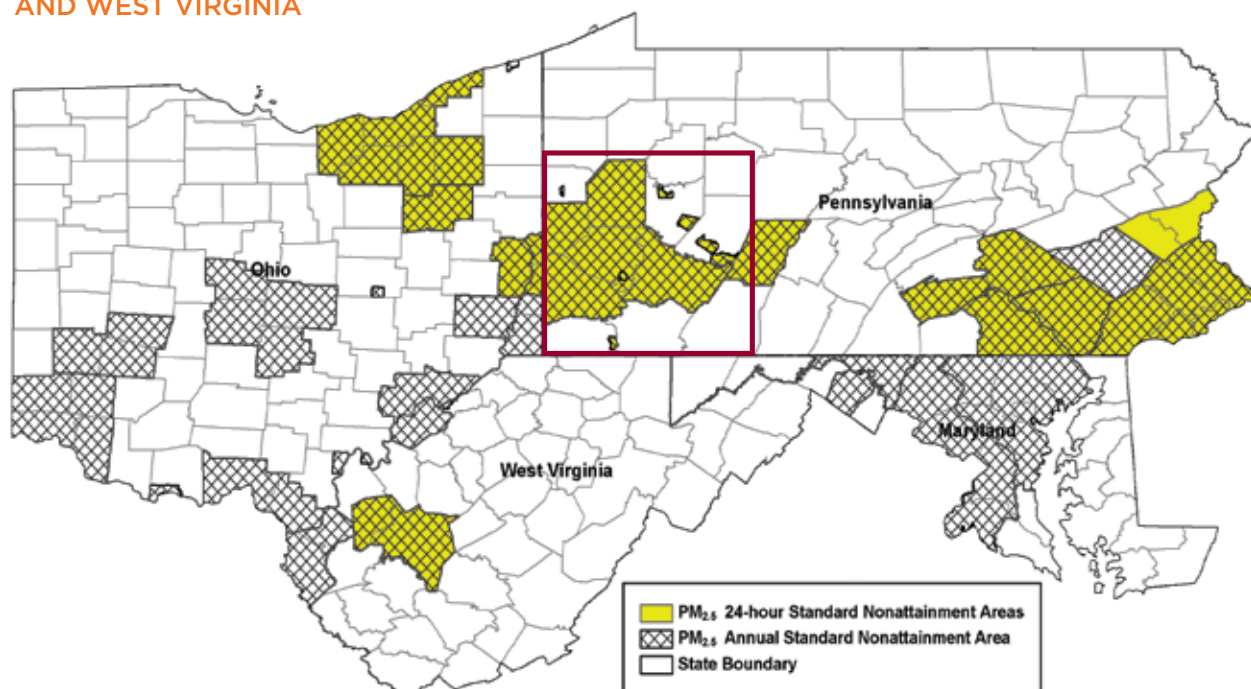 AND WEST VIRGINIA
Pennsylvania
Ohio
Maryland
West Virginia
PM2.5 24-hour Standard Nonattainment Areas
PM2.5 Annual Standard Nonattainment Area
State Boundary